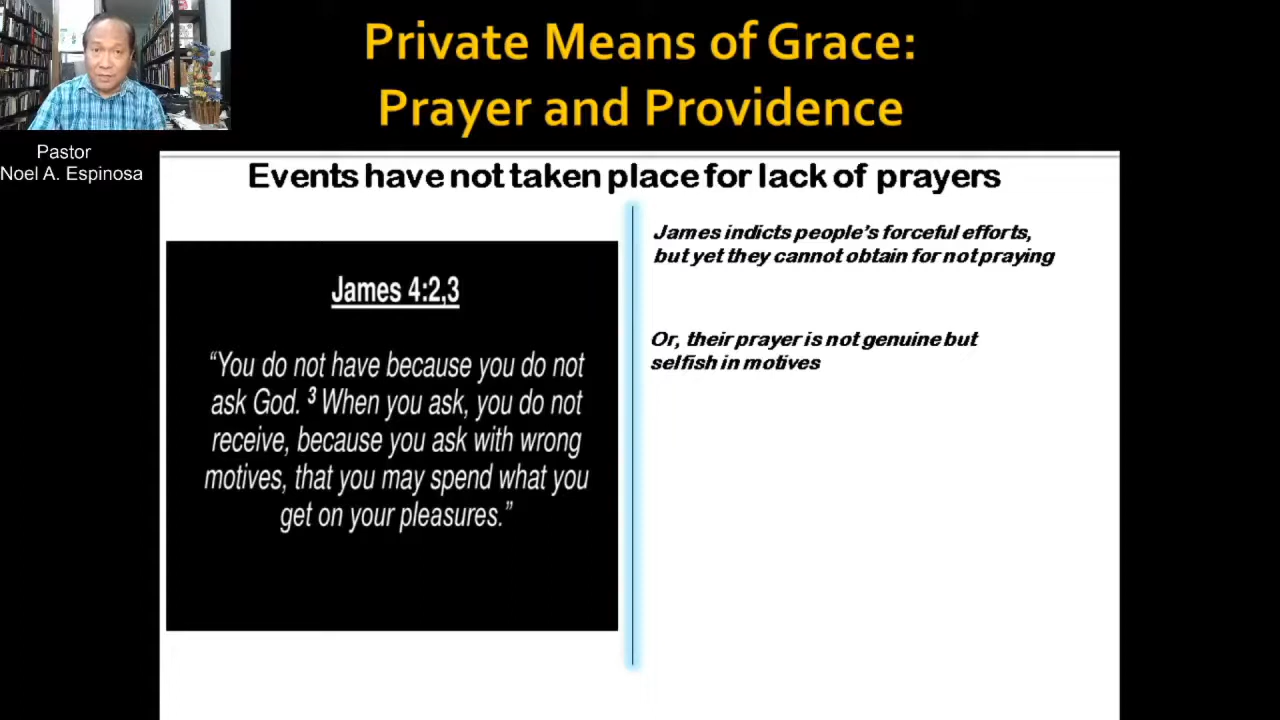 Private Means of Grace:
Prayer and Providence
Pastor
Noel A. Espinosa
Events have not taken place for lack of prayers
James 4:2,3
“You do not have because you do not
ask God. ³ When you ask, you do not
receive, because you ask with wrong
motives, that you may spend what you
get on your pleasures.”
James indicts people’s forceful efforts,
but yet they cannot obtain for not praying
Or, their prayer is not genuine but
selfish in motives